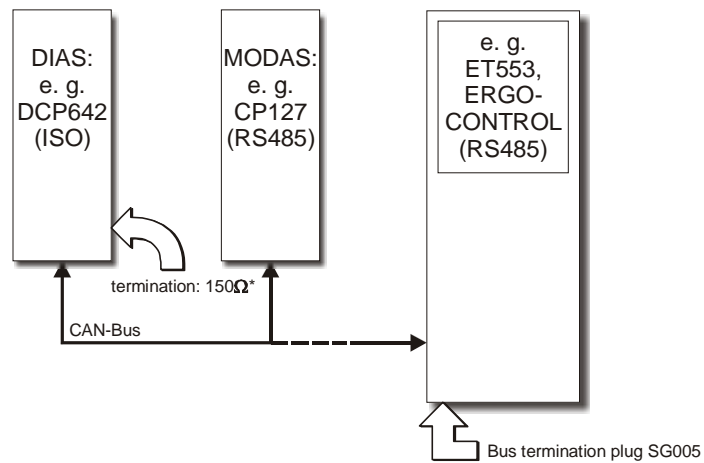 DIAS:
e. g.
DCP642
(ISO)
MODAS:
e. g.
CP127
(RS485)
e. g.
ET553,
ERGO-
CONTROL
(RS485)
termination: 150Ω*
CAN-Bus
Bus termination plug SG005